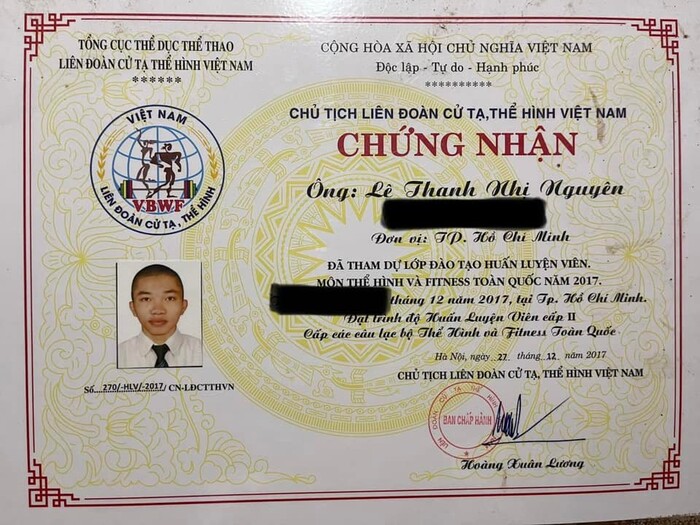 TỔNG CỤC THỂ DỤC THỂ THAO
LIÊN ĐOÀN CỬ TẠ THỂ HÌNH VIỆT NAM
******
CỘNG HÒA XÃ HỘI CHỦ NGHĨA VIỆT NAM
Độc lập - Tự do - Hạnh phúc
**********
VIỆT NAM
VBWF
LIÊN ĐOÀN CỬ TẠ, THỂ HÌNH
CHỦ TỊCH LIÊN ĐOÀN CỬ TẠ,THỂ HÌNH VIỆT NAM
CHỨNG NHẬN
Ông: Lê Thanh Nhị Nguyên
Đơn vị: TP. Hồ Chí Minh
ĐÃ THAM DỰ LỚP ĐÀO TẠO HUẤN LUYỆN VIÊN.
MÔN THỂ HÌNH VÀ FITNESS TOÀN QUỐC NĂM 2017.
tháng 12 năm 2017, tại Tp. Hồ Chí Minh.
Đạt trình độ Huấn Luyện Viên cấp II
Cấp các câu lạc bộ Thể Hình và Fitness Toàn Quốc
Hà Nội, ngày 27 tháng 12 năm 2017
CHỦ TỊCH LIÊN ĐOÀN CỬ TẠ, THỂ HÌNH VIỆT NAM
Số 270/-HLV/-2017/ CN-LĐCTTHVN
LIÊN ĐOÀN CỬ TẠ THỂ HÌNH
BAN CHẤP HÀNH
Hoàng Xuân Lương